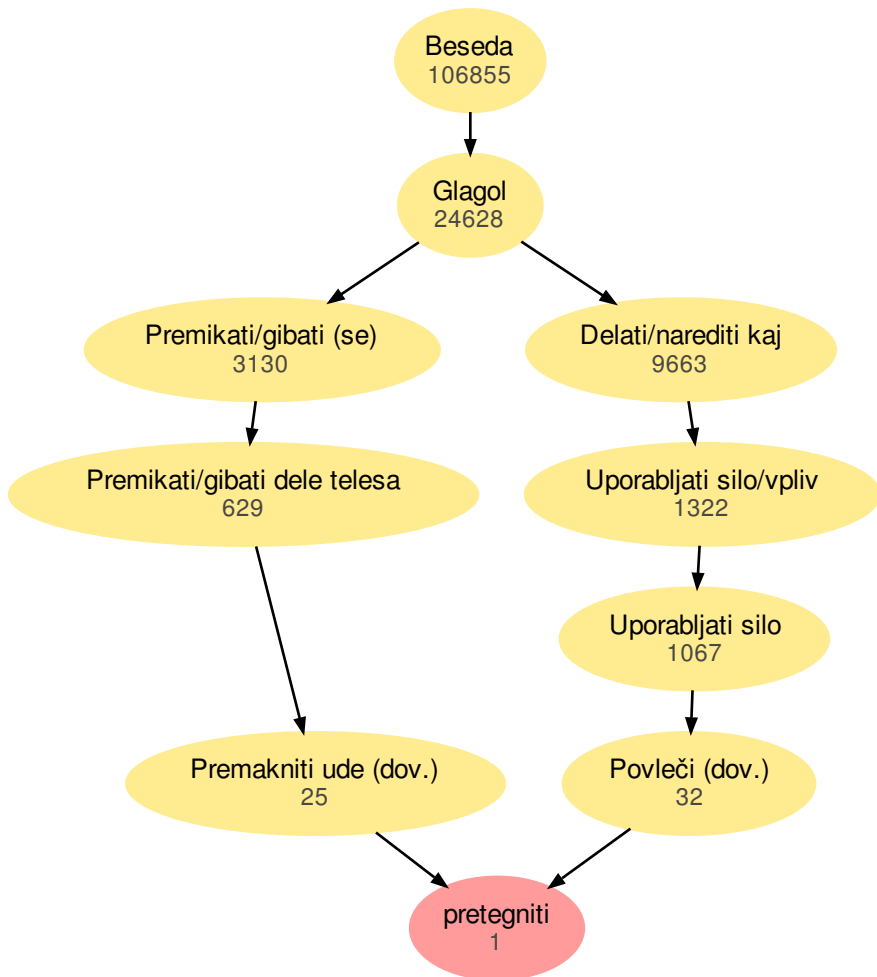 Beseda
106855
Glagol
24628
Premikati/gibati (se)
3130
Delati/narediti kaj
9663
Premikati/gibati dele telesa
629
Uporabljati silo/vpliv
1322
Uporabljati silo
1067
Premakniti ude (dov.)
25
Povleči (dov.)
32
pretegniti
1